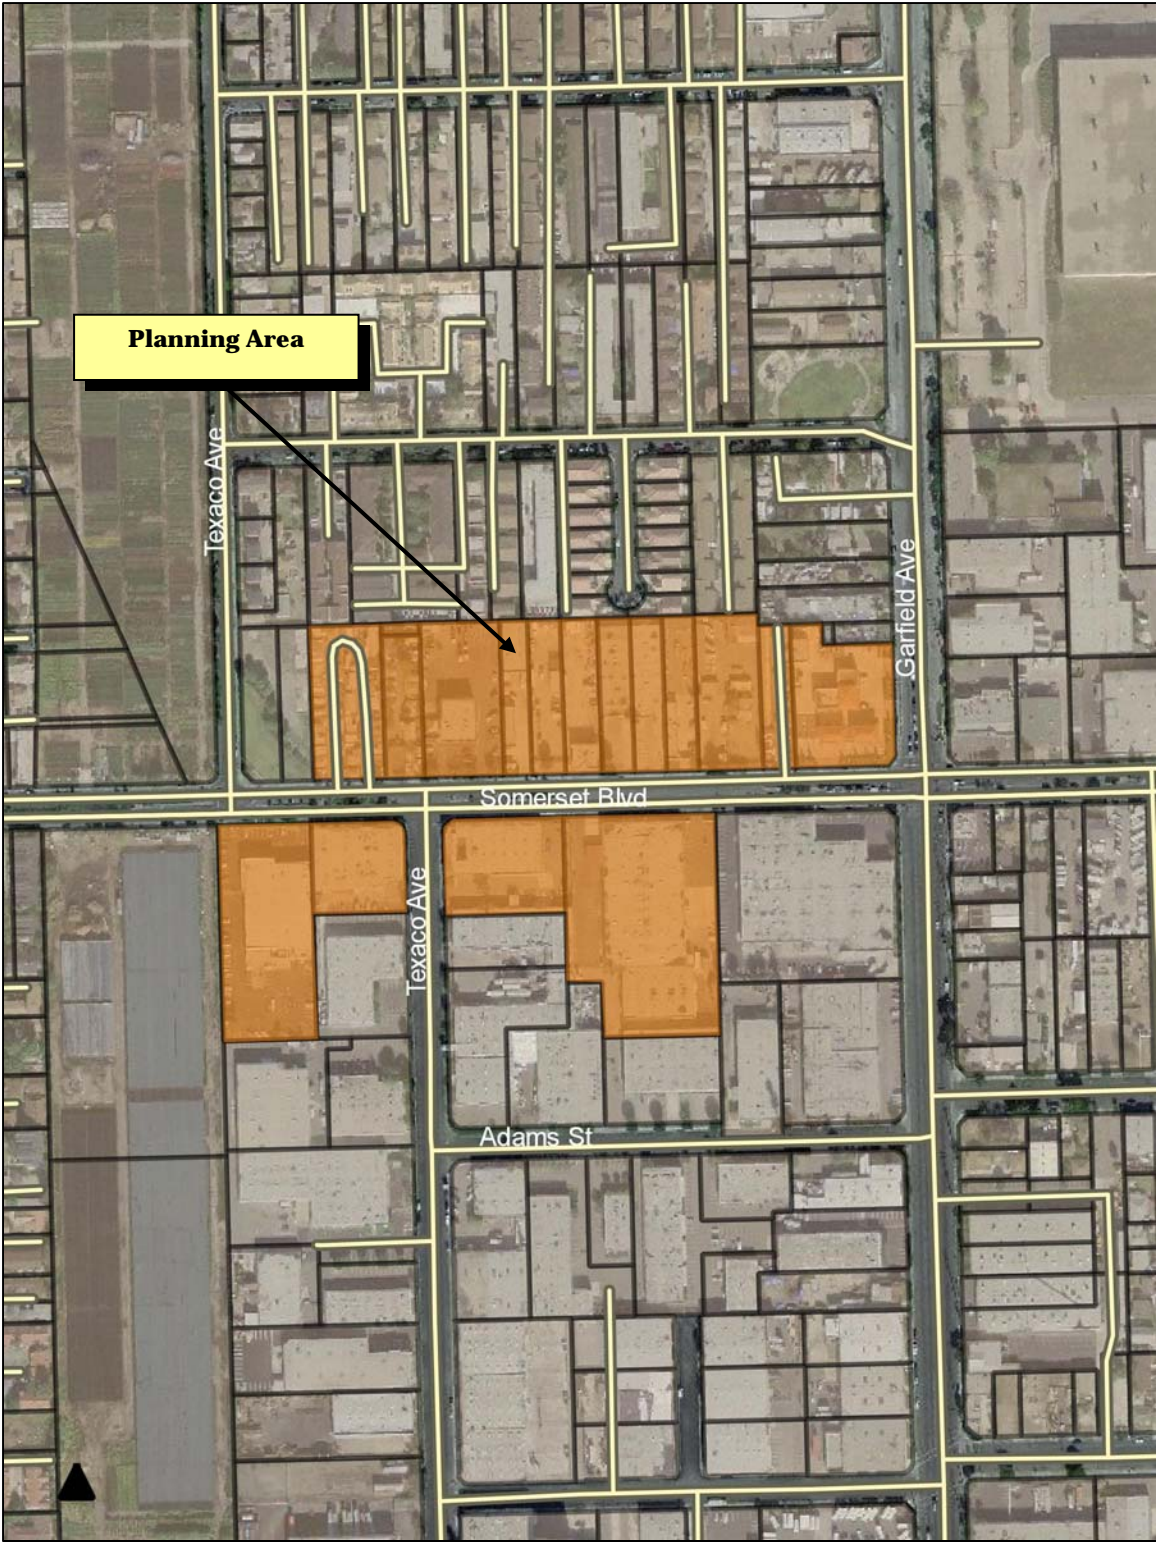 Planning Area
Texaco Ave
Garfield Ave
Somerset Blvd
Texaco Ave
Adams St